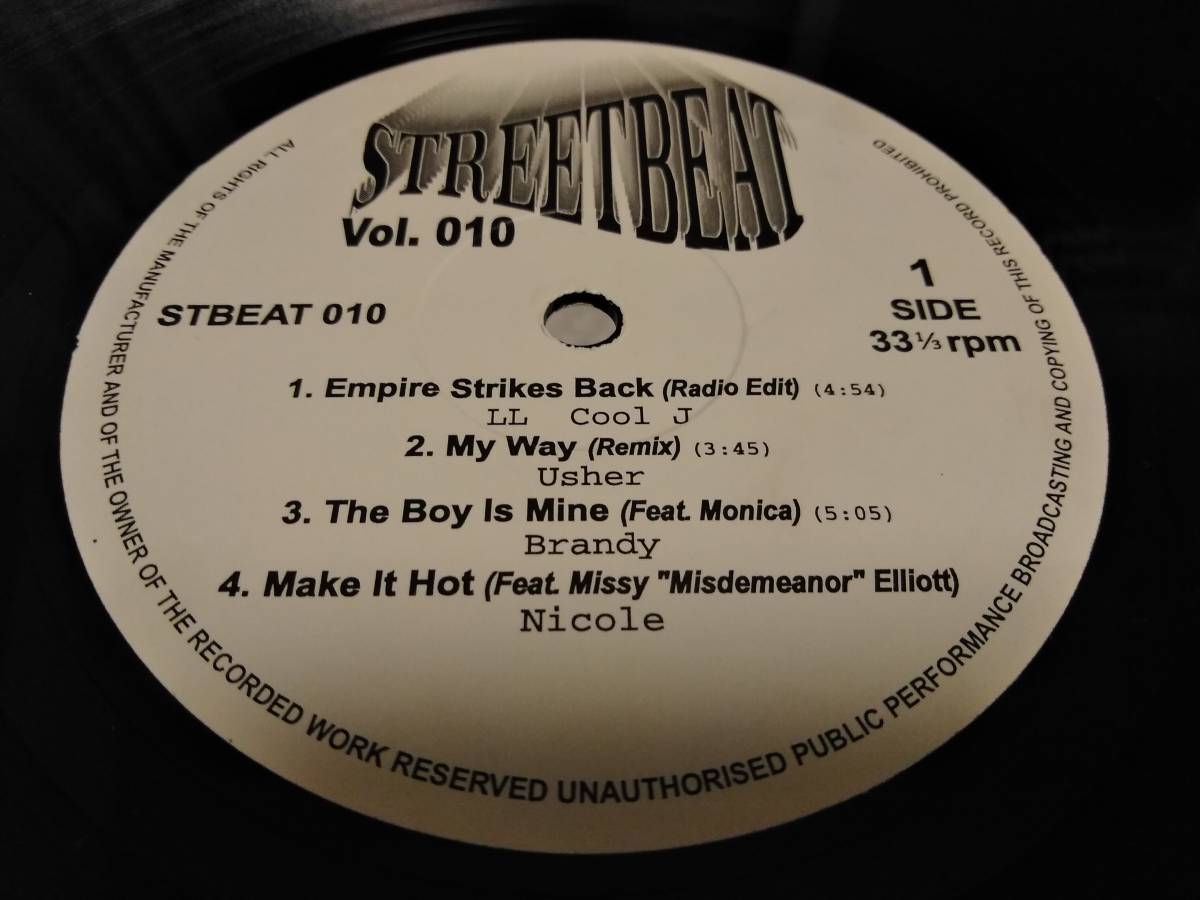 STREETBEAT
Vol. 010
STBEAT 010
1
SIDE
33 1/3 rpm
1. Empire Strikes Back (Radio Edit) (4:54)
LL Cool J
2. My Way (Remix) (3:45)
Usher
3. The Boy Is Mine (Feat. Monica) (5:05)
Brandy
4. Make It Hot (Feat. Missy "Misdemeanor" Elliott)
Nicole
ALL RIGHTS OF THE MANUFACTURER AND OF THE OWNER OF THE RECORDED WORK RESERVED UNAUTHORISED PUBLIC PERFORMANCE BROADCASTING AND COPYING OF THIS RECORD PROHIBITED